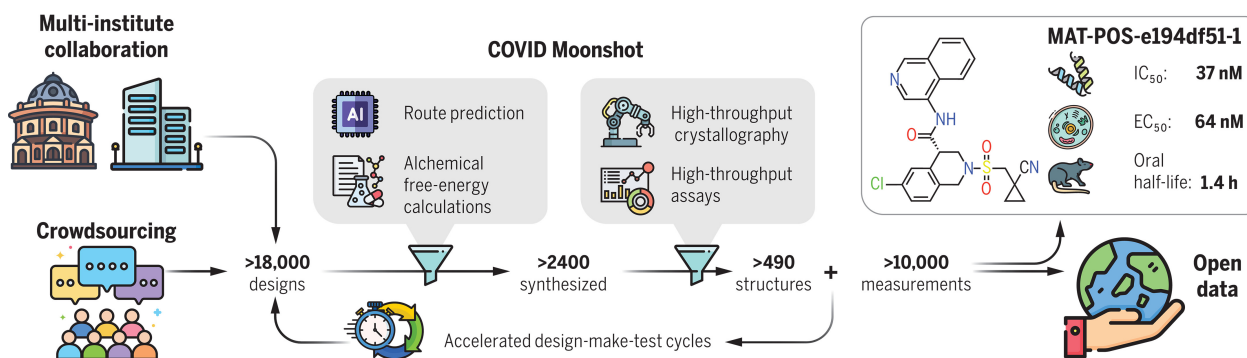 Multi-institute
collaboration
COVID Moonshot
AI
Route prediction
Alchemical
free-energy
calculations
High-throughput
crystallography
High-throughput
assays
MAT-POS-e194df51-1
IC50: 37 nM
EC50: 64 nM
Oral
half-life: 1.4 h
N
NH
O
O
N
S
CN
O
Cl
Crowdsourcing
>18,000
designs
>2400
synthesized
>490
structures
+
>10,000
measurements
Open
data
Accelerated design-make-test cycles